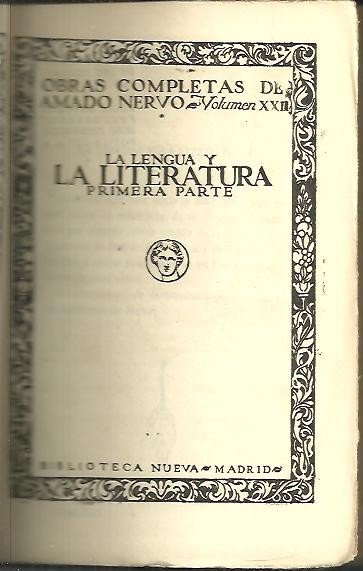 OBRAS COMPLETAS DE
AMADO NERVO ~ Volumen XXII
LA LENGUA Y
LA LITERATURA
PRIMERA PARTE
BIBLIOTECA NUEVA ~ MADRID ~